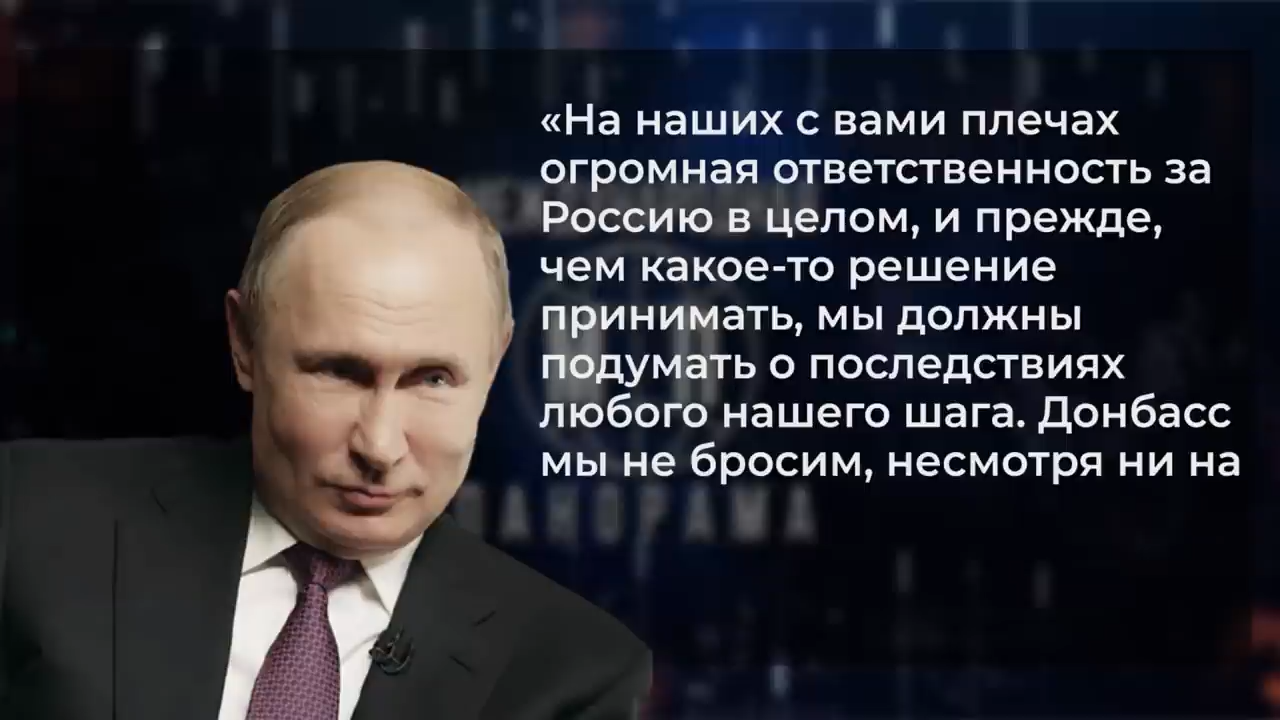 «На наших с вами плечах
огромная ответственность за
Россию в целом, и прежде,
чем какое-то решение
принимать, мы должны
подумать о последствиях
любого нашего шага. Донбасс
мы не бросим, несмотря ни на
ПАНОРАМА